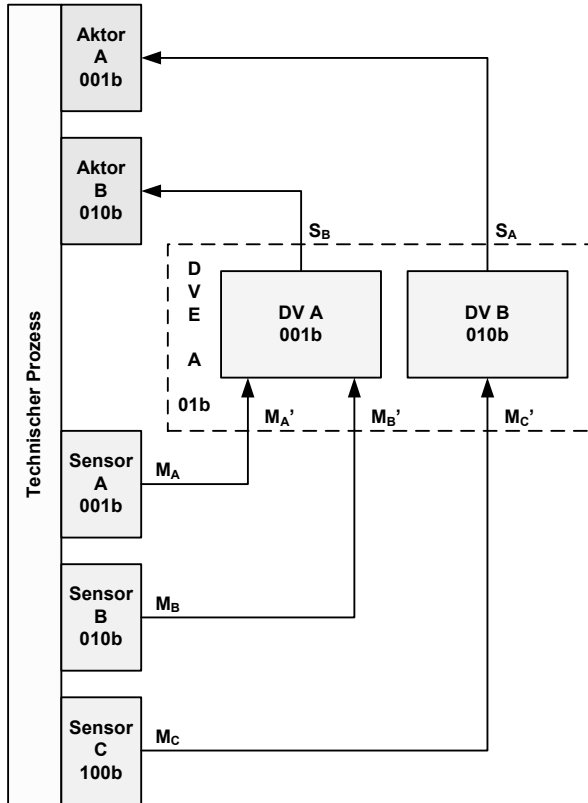 Technischer Prozess
Aktor
A
001b
Aktor
B
010b
S_B
S_A
D
V
E
A
01b
DV A
001b
DV B
010b
M_A'
M_B'
M_C'
Sensor
A
001b
M_A
Sensor
B
010b
M_B
Sensor
C
100b
M_C